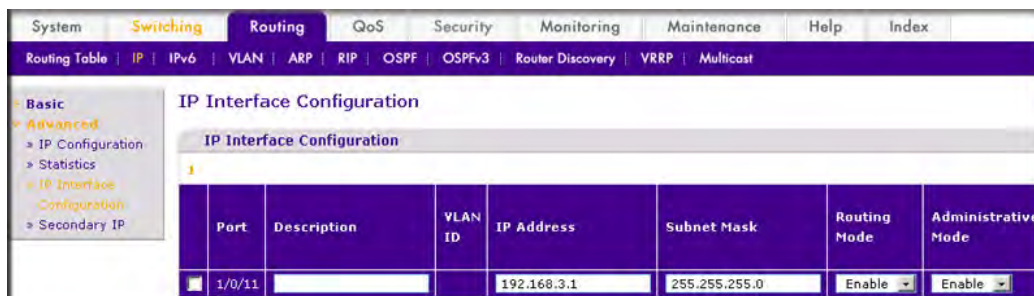 System Switching Routing QoS Security Monitoring Maintenance Help Index
Routing Table | IP | IPv6 | VLAN | ARP | RIP | OSPF | OSPFv3 Router Discovery | VRRP | Multicast
Basic
Advanced
» IP Configuration
» Statistics
» IP Interface
Configuration
» Secondary IP
IP Interface Configuration
IP Interface Configuration
1
Port Description VLAN ID IP Address Subnet Mask Routing Mode Administrative Mode
1/0/11 192.168.3.1 255.255.255.0 Enable Enable